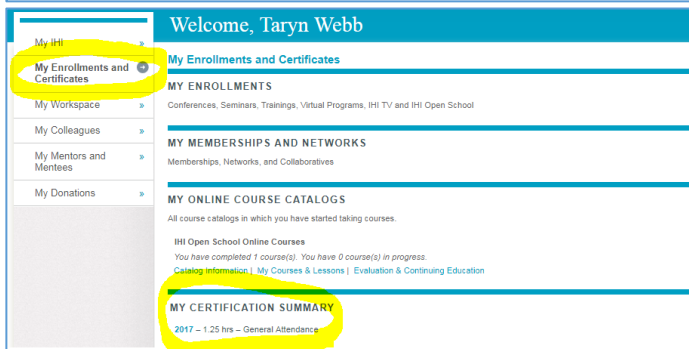 Welcome, Taryn Webb
My IHI »
My Enrollments and
Certificates
My Workspace »
My Colleagues »
My Mentors and »
Mentees
My Donations »
My Enrollments and Certificates
MY ENROLLMENTS
Conferences, Seminars, Trainings, Virtual Programs, IHI TV and IHI Open School
MY MEMBERSHIPS AND NETWORKS
Memberships, Networks, and Collaboratives
MY ONLINE COURSE CATALOGS
All course catalogs in which you have started taking courses.
IHI Open School Online Courses
You have completed 1 course(s). You have 0 course(s) in progress.
Catalog Information | My Courses & Lessons | Evaluation & Continuing Education
MY CERTIFICATION SUMMARY
2017 – 1.25 hrs – General Attendance